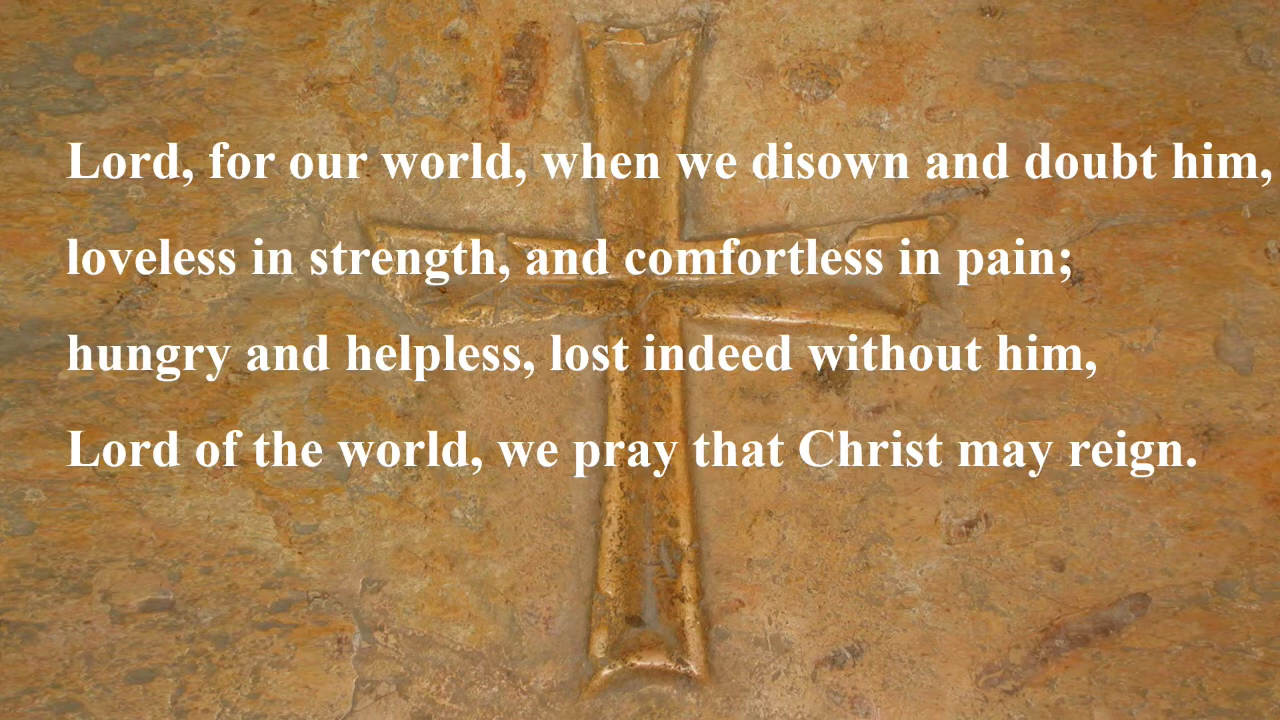 Lord, for our world, when we disown and doubt him,
loveless in strength, and comfortless in pain;
hungry and helpless, lost indeed without him,
Lord of the world, we pray that Christ may reign.